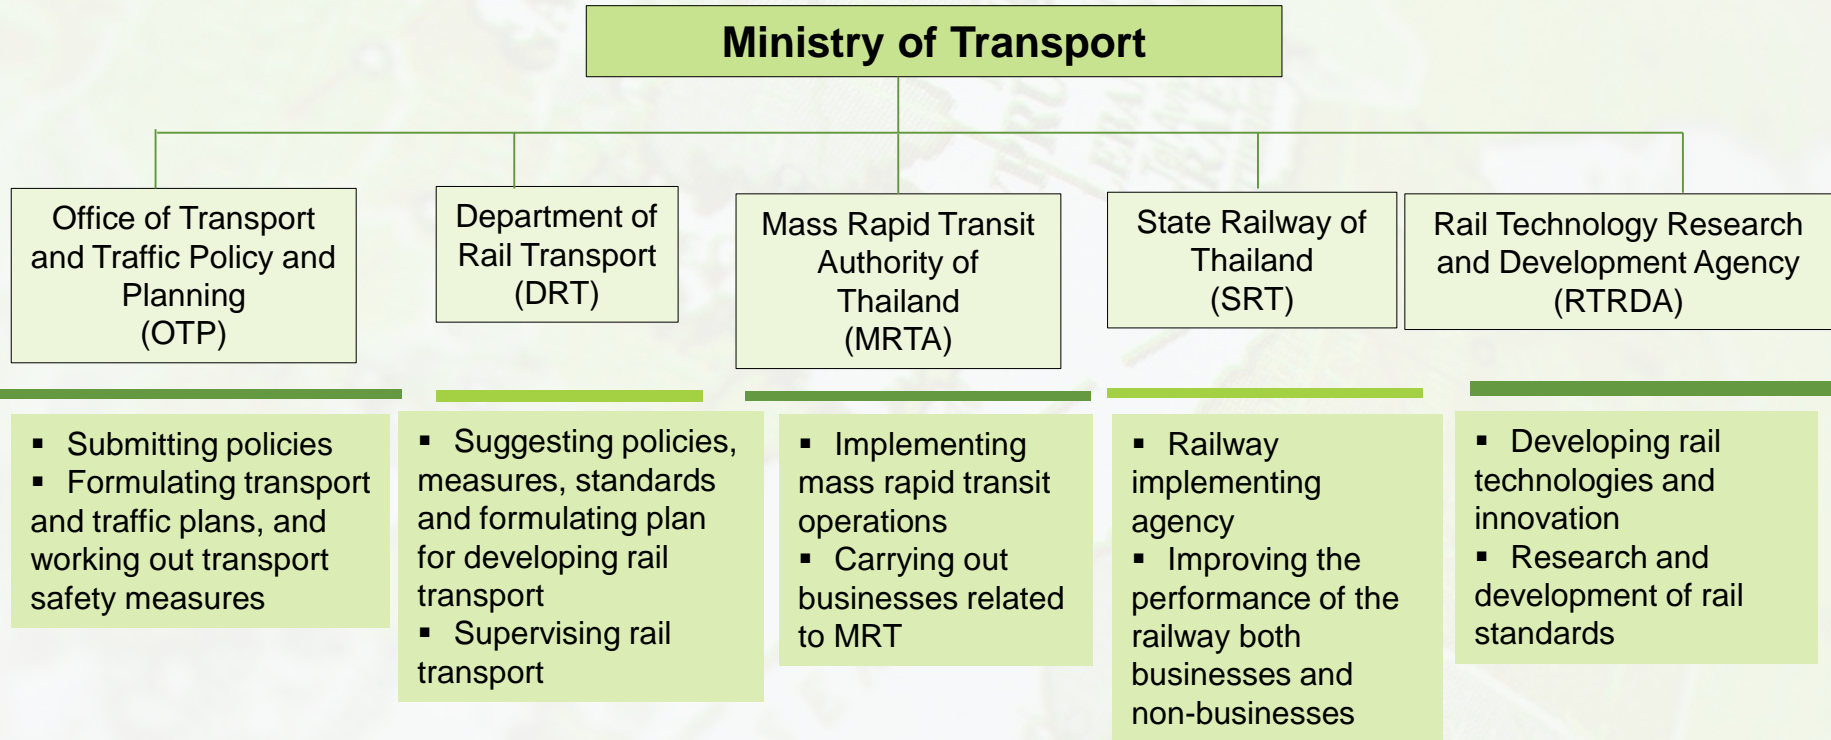 Ministry of Transport
Office of Transport
and Traffic Policy and
Planning
(OTP)
Department of
Rail Transport
(DRT)
Mass Rapid Transit
Authority of
Thailand
(MRTA)
State Railway of
Thailand
(SRT)
Rail Technology Research
and Development Agency
(RTRDA)
▪ Submitting policies
▪ Formulating transport
and traffic plans, and
working out transport
safety measures
▪ Suggesting policies,
measures, standards
and formulating plan
for developing rail
transport
▪ Supervising rail
transport
▪ Implementing
mass rapid transit
operations
▪ Carrying out
businesses related
to MRT
▪ Railway
implementing
agency
▪ Improving the
performance of the
railway both
businesses and
non-businesses
▪ Developing rail
technologies and
innovation
▪ Research and
development of rail
standards